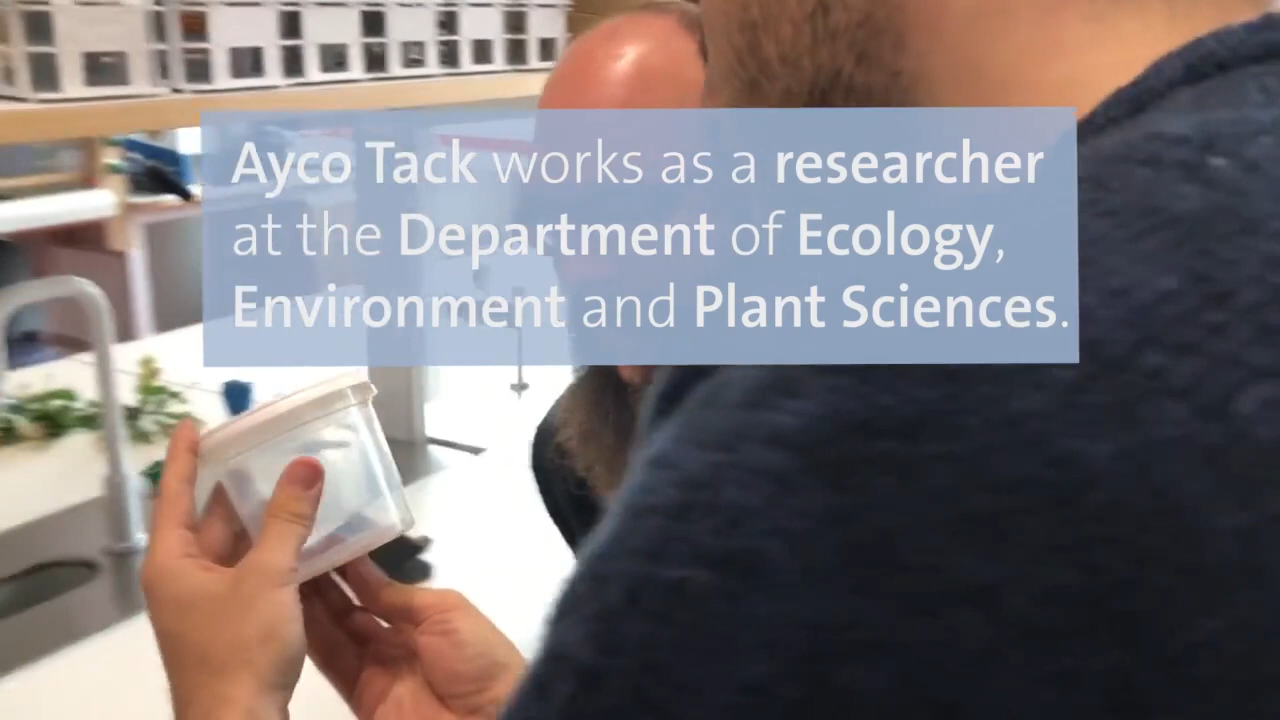 Ayco Tack works as a researcher
at the Department of Ecology,
Environment and Plant Sciences.